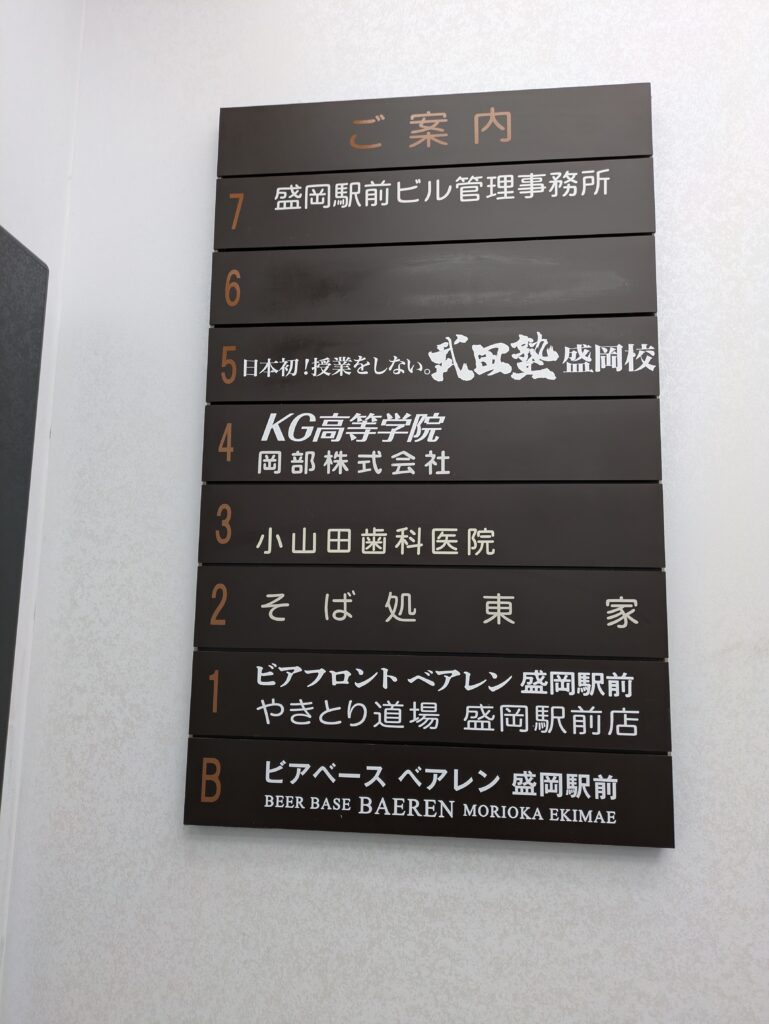 ご案内
7 盛岡駅前ビル管理事務所
6
5 日本初!授業をしない。武田塾 盛岡校
4 KG高等学院
岡部株式会社
3 小山田歯科医院
2 そば処 東家
1 ビアフロント ベアレン 盛岡駅前
やきとり道場 盛岡駅前店
B ビアベース ベアレン 盛岡駅前
BEER BASE BAEREN MORIOKA EKIMAE